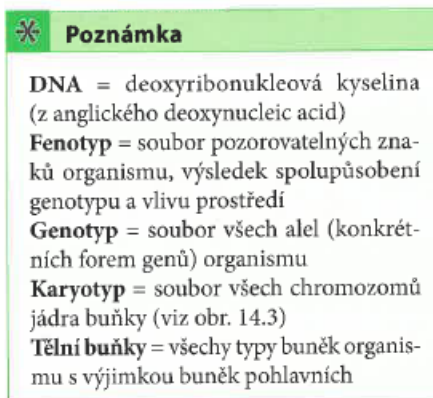 Poznámka
DNA = deoxyribonukleová kyselina
(z anglického deoxynucleic acid)
Fenotyp = soubor pozorovatelných zna-
ků organismu, výsledek spolupůsobení
genotypu a vlivu prostředí
Genotyp = soubor všech alel (konkrét-
ních forem genů) organismu
Karyotyp = soubor všech chromozomů
jádra buňky (viz obr. 14.3)
Tělní buňky = všechy typy buněk organis-
mu s výjimkou buněk pohlavních